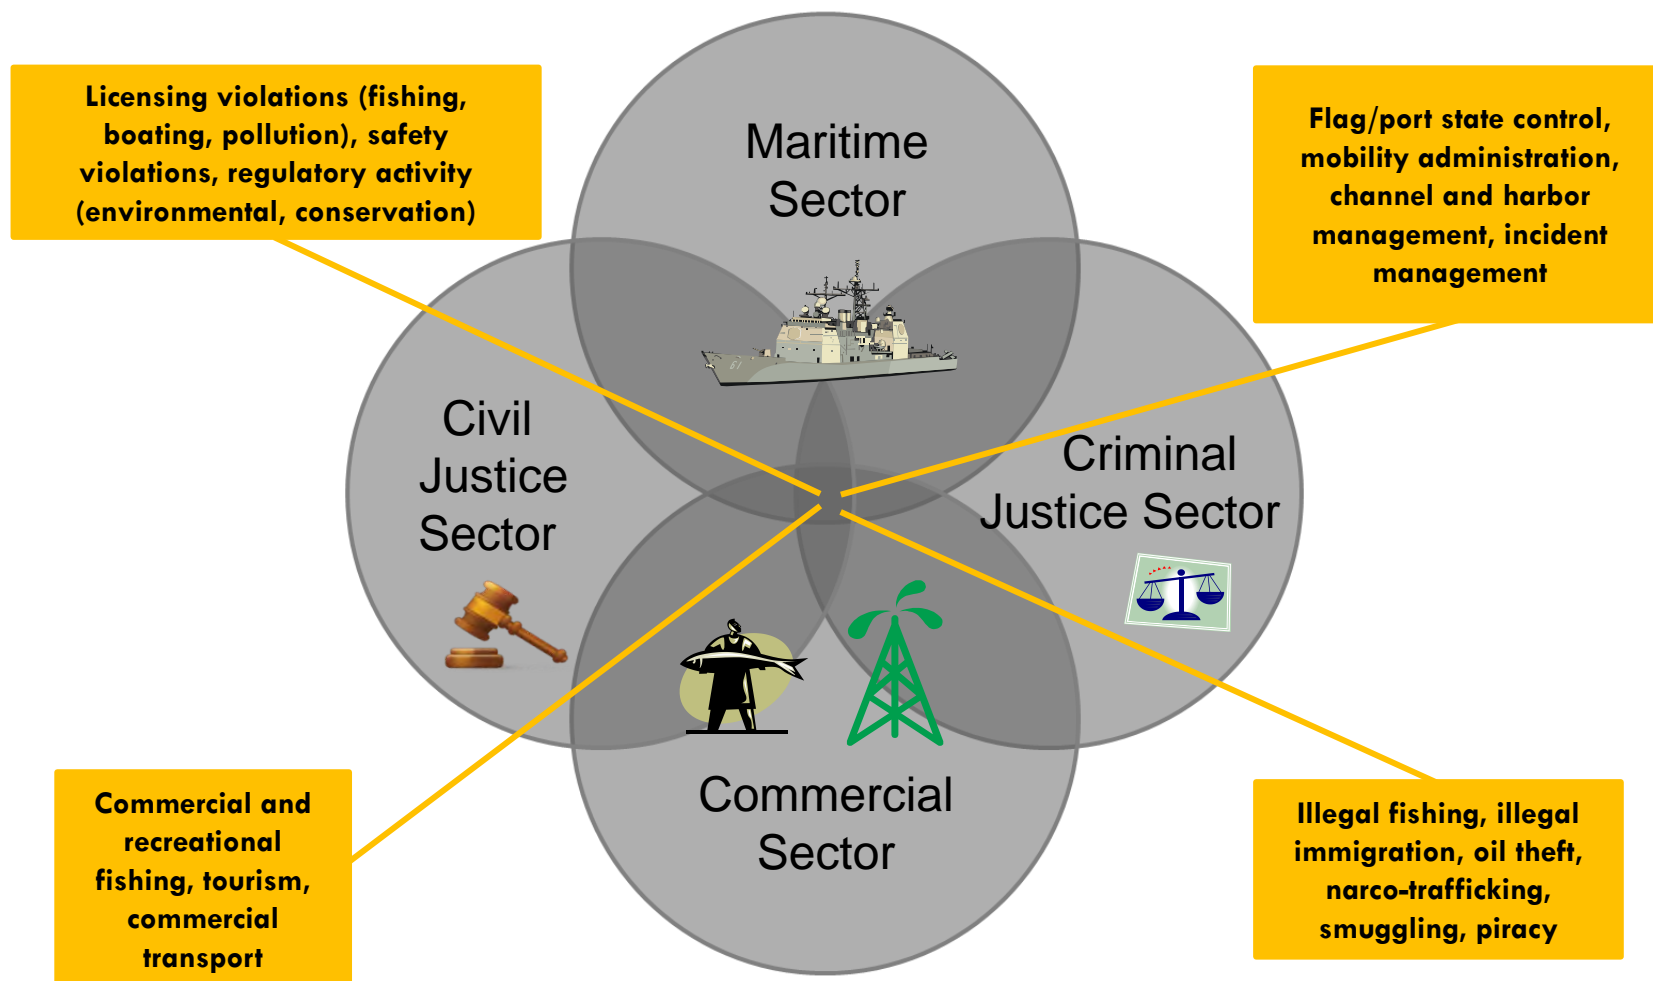 Licensing violations (fishing,
boating, pollution), safety
violations, regulatory activity
(environmental, conservation)
Maritime
Sector
Flag/port state control,
mobility administration,
channel and harbor
management, incident
management
61
Civil
Justice
Sector
Criminal
Justice Sector
Commercial
Sector
Commercial and
recreational
fishing, tourism,
commercial
transport
Illegal fishing, illegal
immigration, oil theft,
narco-trafficking,
smuggling, piracy